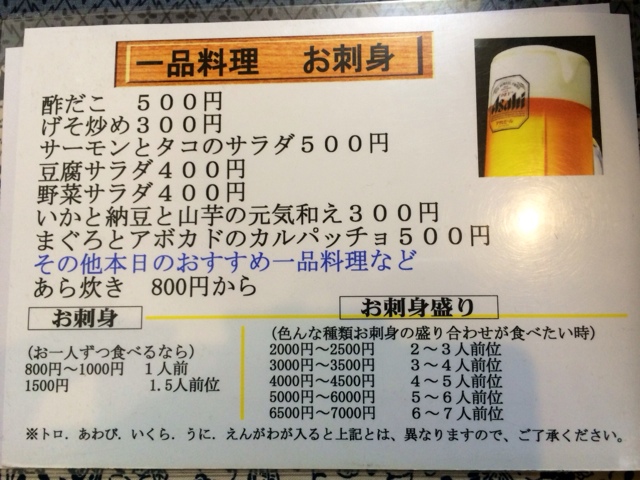 一品料理　お刺身
Asahi
酢だこ　５００円
げそ炒め３００円
サーモンとタコのサラダ５００円
豆腐サラダ４００円
野菜サラダ４００円
いかと納豆と山芋の元気和え３００円
まぐろとアボカドのカルパッチョ５００円
その他本日のおすすめ一品料理など
あら炊き　800円から
お刺身
（お一人ずつ食べるなら）
800円～1000円　１人前
1500円　1.5人前位
お刺身盛り
（色んな種類お刺身の盛り合わせが食べたい時）
2000円～2500円　２～３人前位
3000円～3500円　３～４人前位
4000円～4500円　４～５人前位
5000円～6000円　５～６人前位
6500円～7000円　６～７人前位
※トロ．あわび．いくら．うに．えんがわが入ると上記とは、異なりますので、ご了承ください。